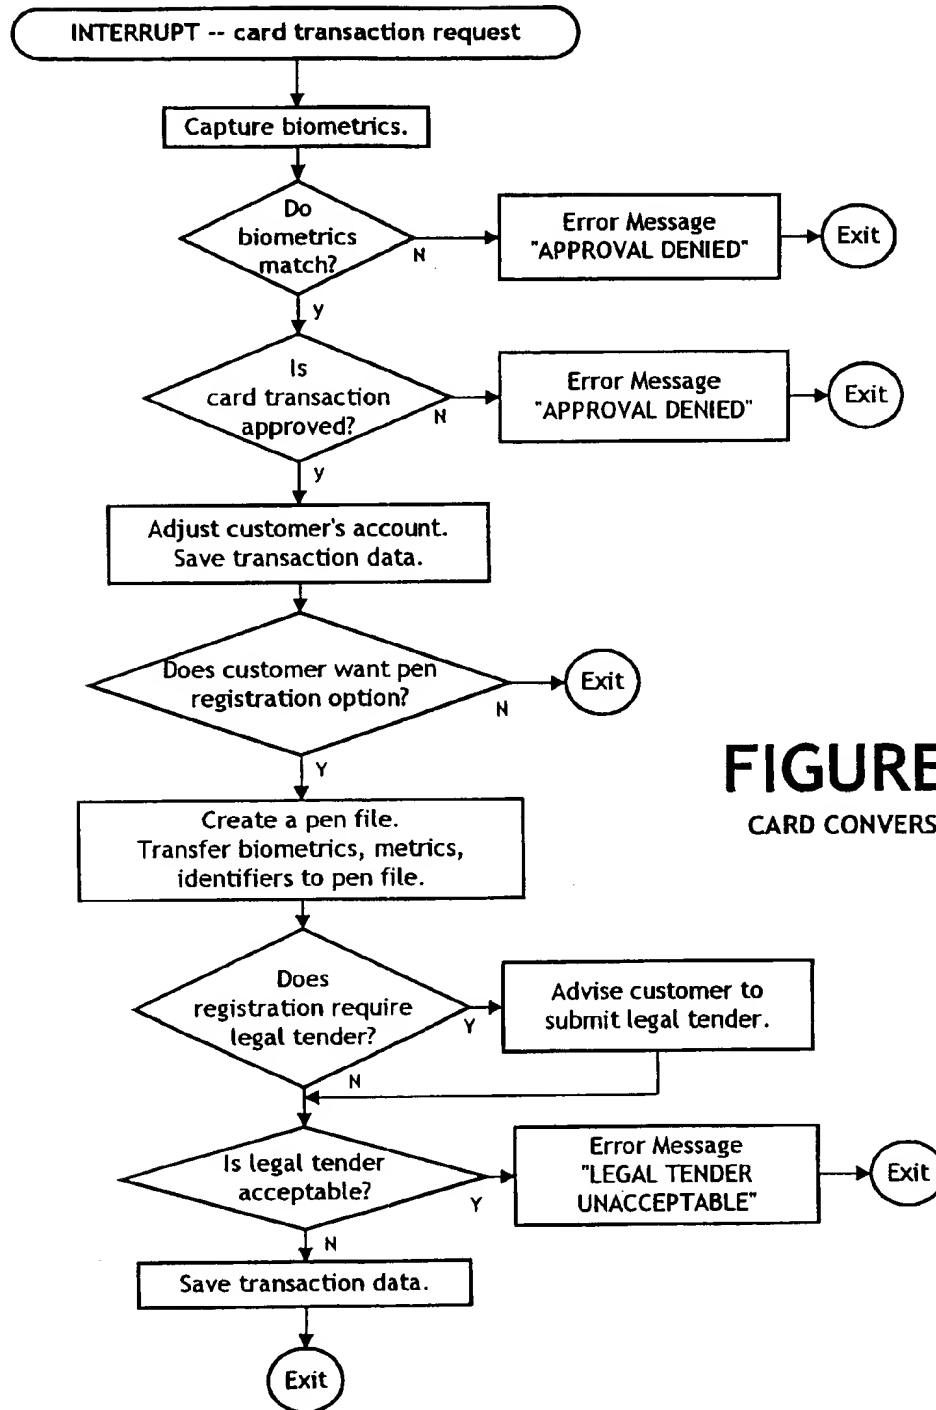 INTERRUPT -- card transaction request
Capture biometrics.
Do
biometrics
match?
N
Error Message
"APPROVAL DENIED"
Exit
y
Is
card transaction
approved?
N
Error Message
"APPROVAL DENIED"
Exit
y
Adjust customer's account.
Save transaction data.
Does customer want pen
registration option?
N
Exit
Y
FIGURE
CARD CONVERS
Create a pen file.
Transfer biometrics, metrics,
identifiers to pen file.
Does
registration require
legal tender?
Y
Advise customer to
submit legal tender.
N
Is legal tender
acceptable?
Y
Error Message
"LEGAL TENDER
UNACCEPTABLE"
Exit
N
Save transaction data.
Exit